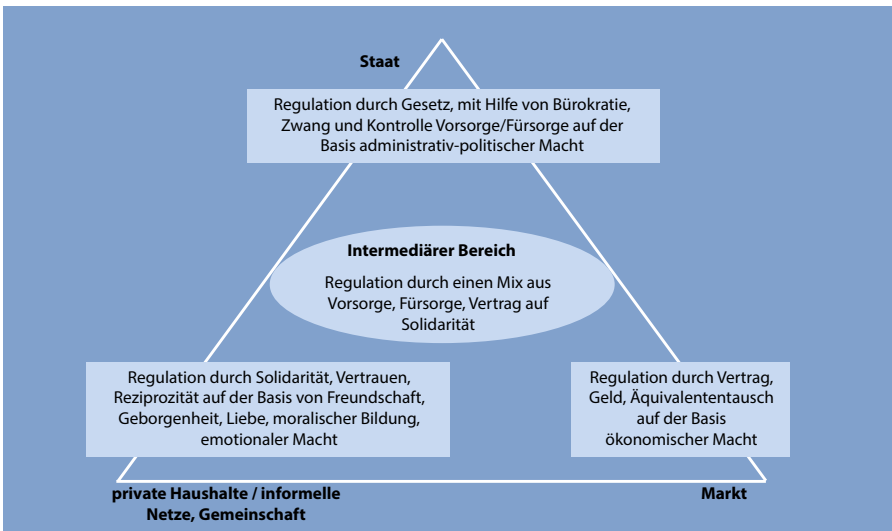 Staat
Regulation durch Gesetz, mit Hilfe von Bürokratie,
Zwang und Kontrolle Vorsorge/Fürsorge auf der
Basis administrativ-politischer Macht
Intermediärer Bereich
Regulation durch einen Mix aus
Vorsorge, Fürsorge, Vertrag auf
Solidarität
Regulation durch Solidarität, Vertrauen,
Reziprozität auf der Basis von Freundschaft,
Geborgenheit, Liebe, moralischer Bildung,
emotionaler Macht
Regulation durch Vertrag,
Geld, Äquivalententausch
auf der Basis
ökonomischer Macht
private Haushalte / informelle
Netze, Gemeinschaft
Markt